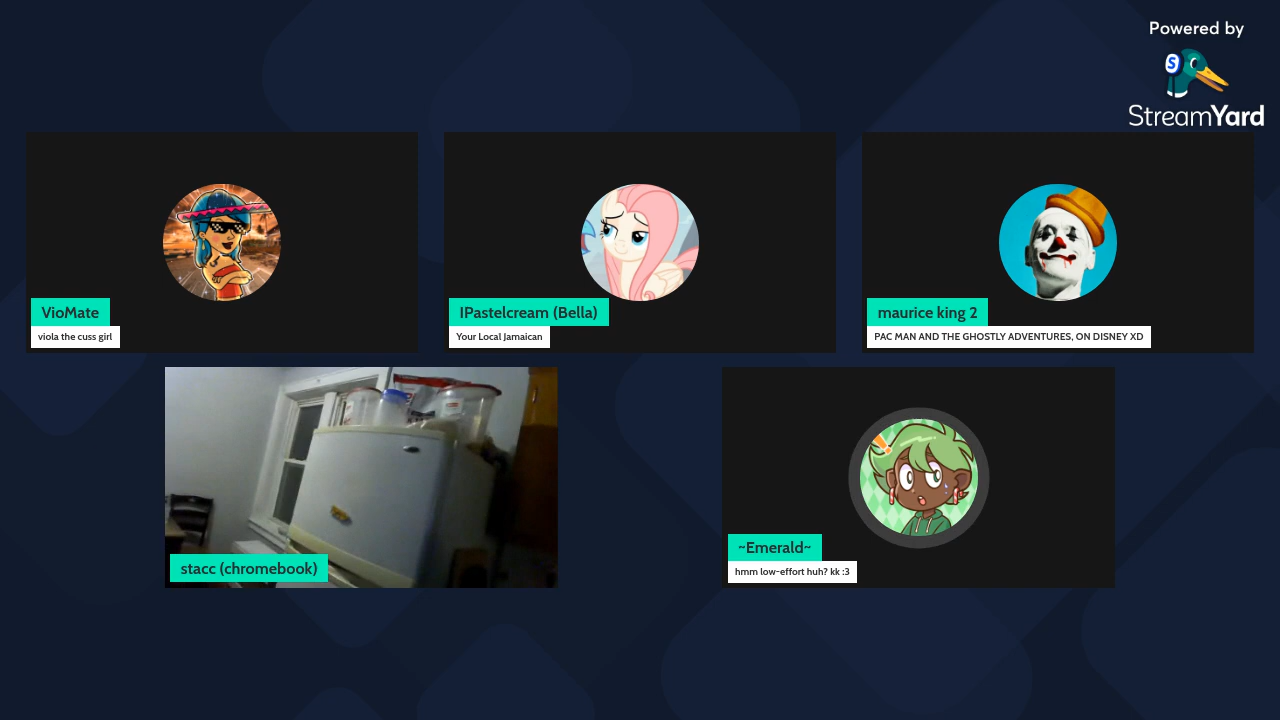 Powered by
StreamYard
VioMate
viola the cuss girl
IPastelcream (Bella)
Your Local Jamaican
maurice king 2
PAC MAN AND THE GHOSTLY ADVENTURES, ON DISNEY XD
stacc (chromebook)
~Emerald~
hmm low-effort huh? kk :3